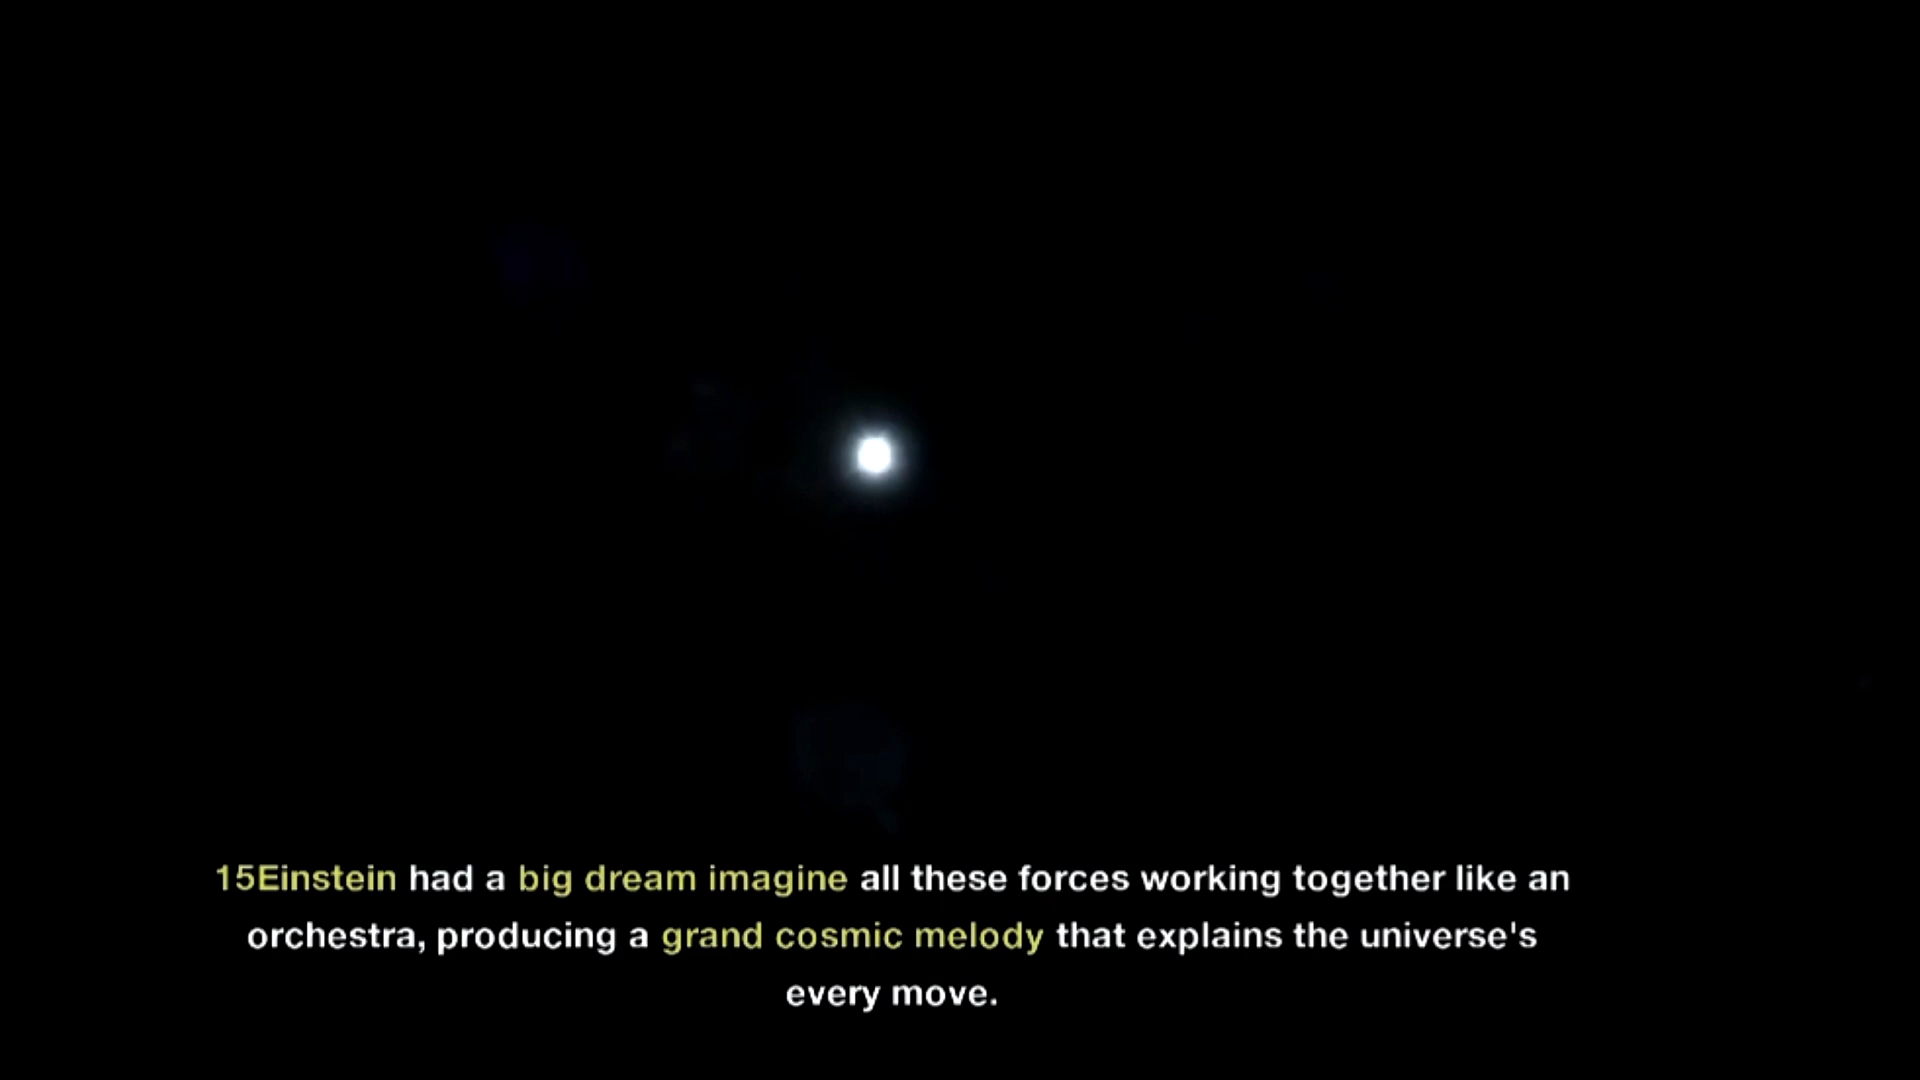 15Einstein had a big dream imagine all these forces working together like an
orchestra, producing a grand cosmic melody that explains the universe's
every move.